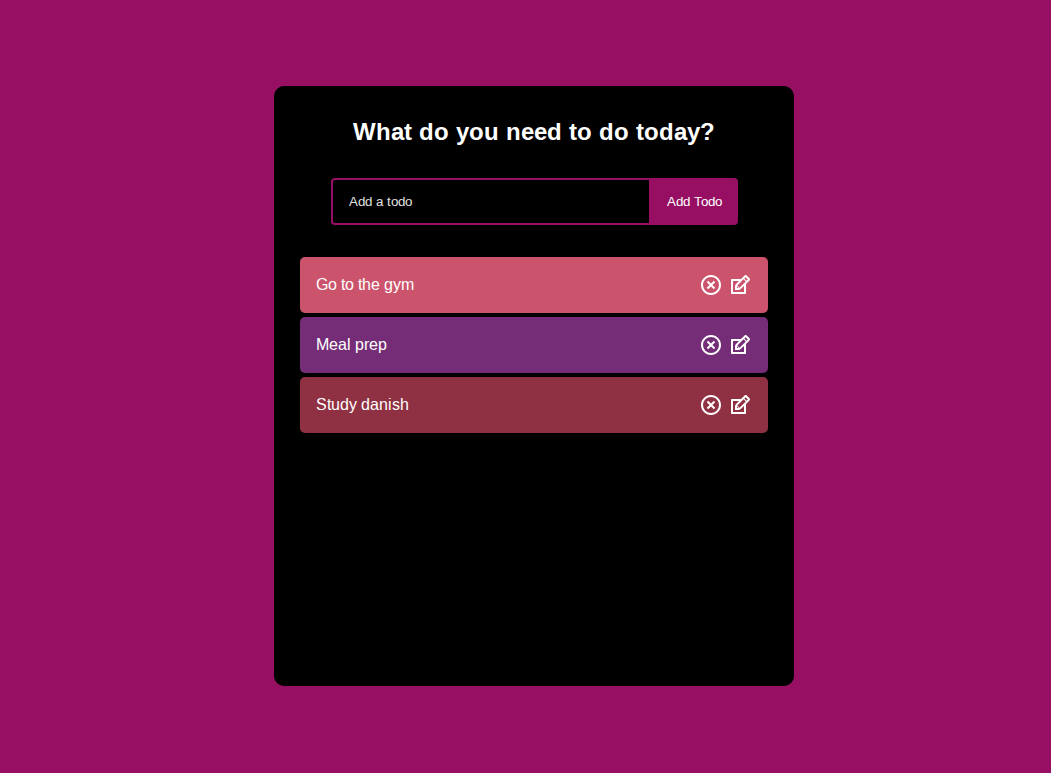 What do you need to do today?
Add a todo
Add Todo
Go to the gym
Meal prep
Study danish